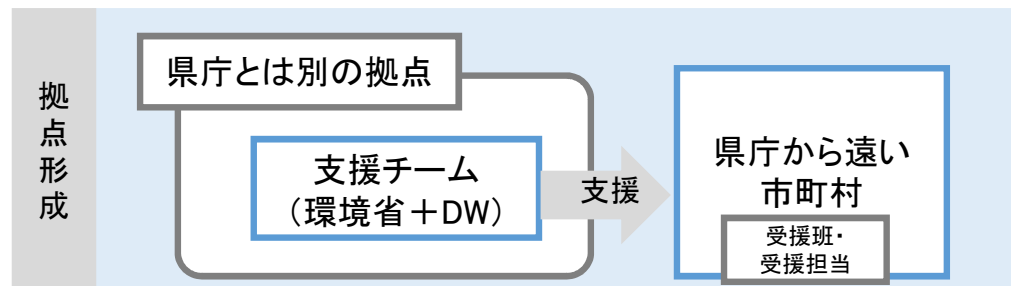 拠点形成
県庁とは別の拠点
支援チーム
（環境省＋DW）
支援
県庁から遠い
市町村
受援班・
受援担当